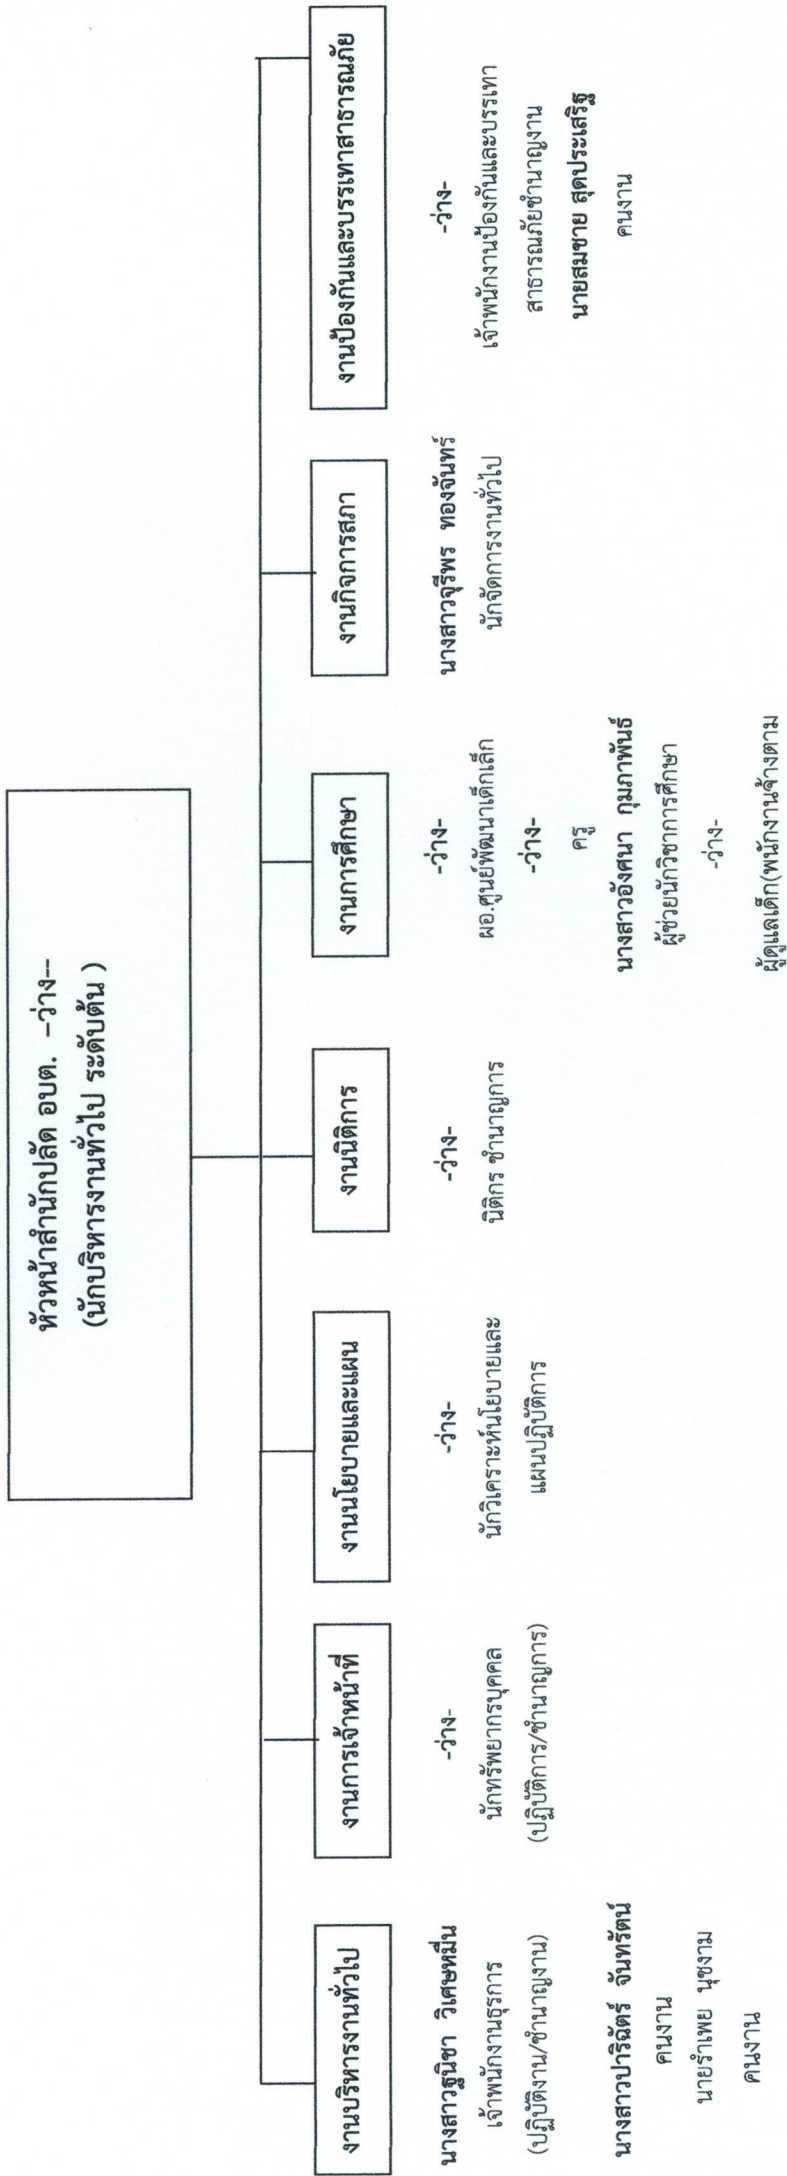 หัวหน้าสำนักปลัด อบต. –ว่าง--
(นักบริหารงานทั่วไป ระดับต้น )
งานบริหารงานทั่วไป
นางสาวฐนิชา วิเศษหมื่น
เจ้าพนักงานธุรการ
(ปฏิบัติงาน/ชำนาญงาน)
นางสาวปาริฉัตร์ จันทรัตน์
คนงาน
นายรำเพย นุชงาม
คนงาน
งานการเจ้าหน้าที่
-ว่าง-
นักทรัพยากรบุคคล
(ปฏิบัติการ/ชำนาญการ)
งานนโยบายและแผน
-ว่าง-
นักวิเคราะห์นโยบายและ
แผนปฏิบัติการ
งานนิติการ
-ว่าง-
นิติกร ชำนาญการ
งานการศึกษา
-ว่าง-
ผอ.ศูนย์พัฒนาเด็กเล็ก
-ว่าง-
ครู
นางสาวอังศนา กุมภาพันธ์
ผู้ช่วยนักวิชาการศึกษา
-ว่าง-
ผู้ดูแลเด็ก(พนักงานจ้างตาม
งานกิจการสภา
นางสาวจุรีพร ทองจันทร์
นักจัดการงานทั่วไป
งานป้องกันและบรรเทาสาธารณภัย
-ว่าง-
เจ้าพนักงานป้องกันและบรรเทา
สาธารณภัยชำนาญงาน
นายสมชาย สุดประเสริฐ
คนงาน